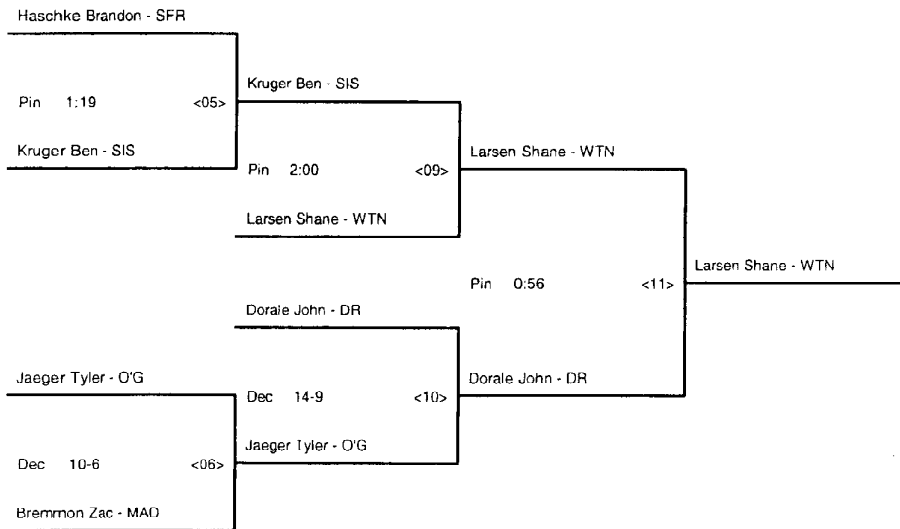 Haschke Brandon - SFR
Kruger Ben - SIS
Pin 1:19 <05>
Kruger Ben - SIS
Larsen Shane - WTN
Pin 2:00 <09>
Larsen Shane - WTN
Larsen Shane - WTN
Pin 0:56 <11>
Dorale John - DR
Jaeger Tyler - O'G
Dorale John - DR
Dec 14-9 <10>
Jaeger Tyler - O'G
Dec 10-6 <06>
Bremmon Zac - MAD